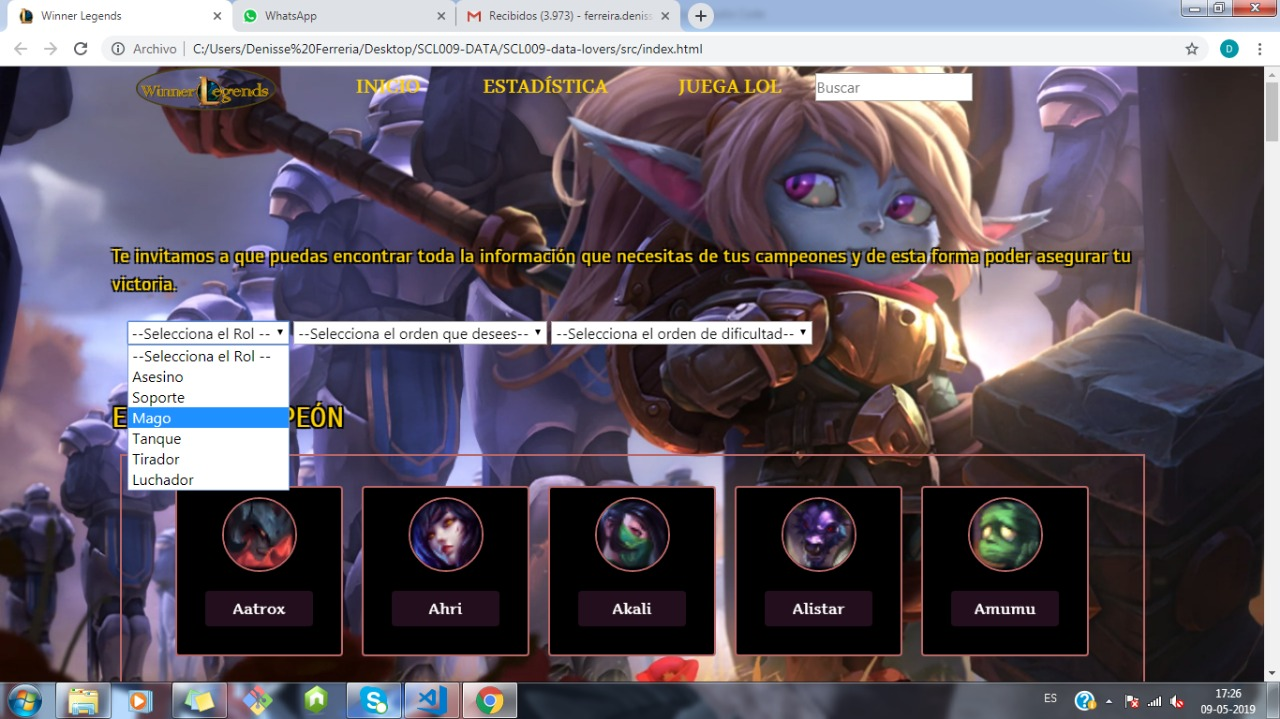 Winner Legends
WhatsApp
Recibidos (3.973) - ferreira.deniss
Archivo
C:/Users/Denisse%20Ferreria/Desktop/SCL009-DATA/SCL009-data-lovers/src/index.html
D
Winner Legends
INICIO
ESTADÍSTICA
JUEGA LOL
Buscar
Te invitamos a que puedas encontrar toda la información que necesitas de tus campeones y de esta forma poder asegurar tu
victoria.
--Selecciona el Rol --
--Selecciona el orden que desees--
--Selecciona el orden de dificultad--
--Selecciona el Rol --
Asesino
Soporte
Mago
Tanque
Tirador
Luchador
E
PEÓN
Aatrox
Ahri
Akali
Alistar
Amumu
ES
17:26
09-05-2019